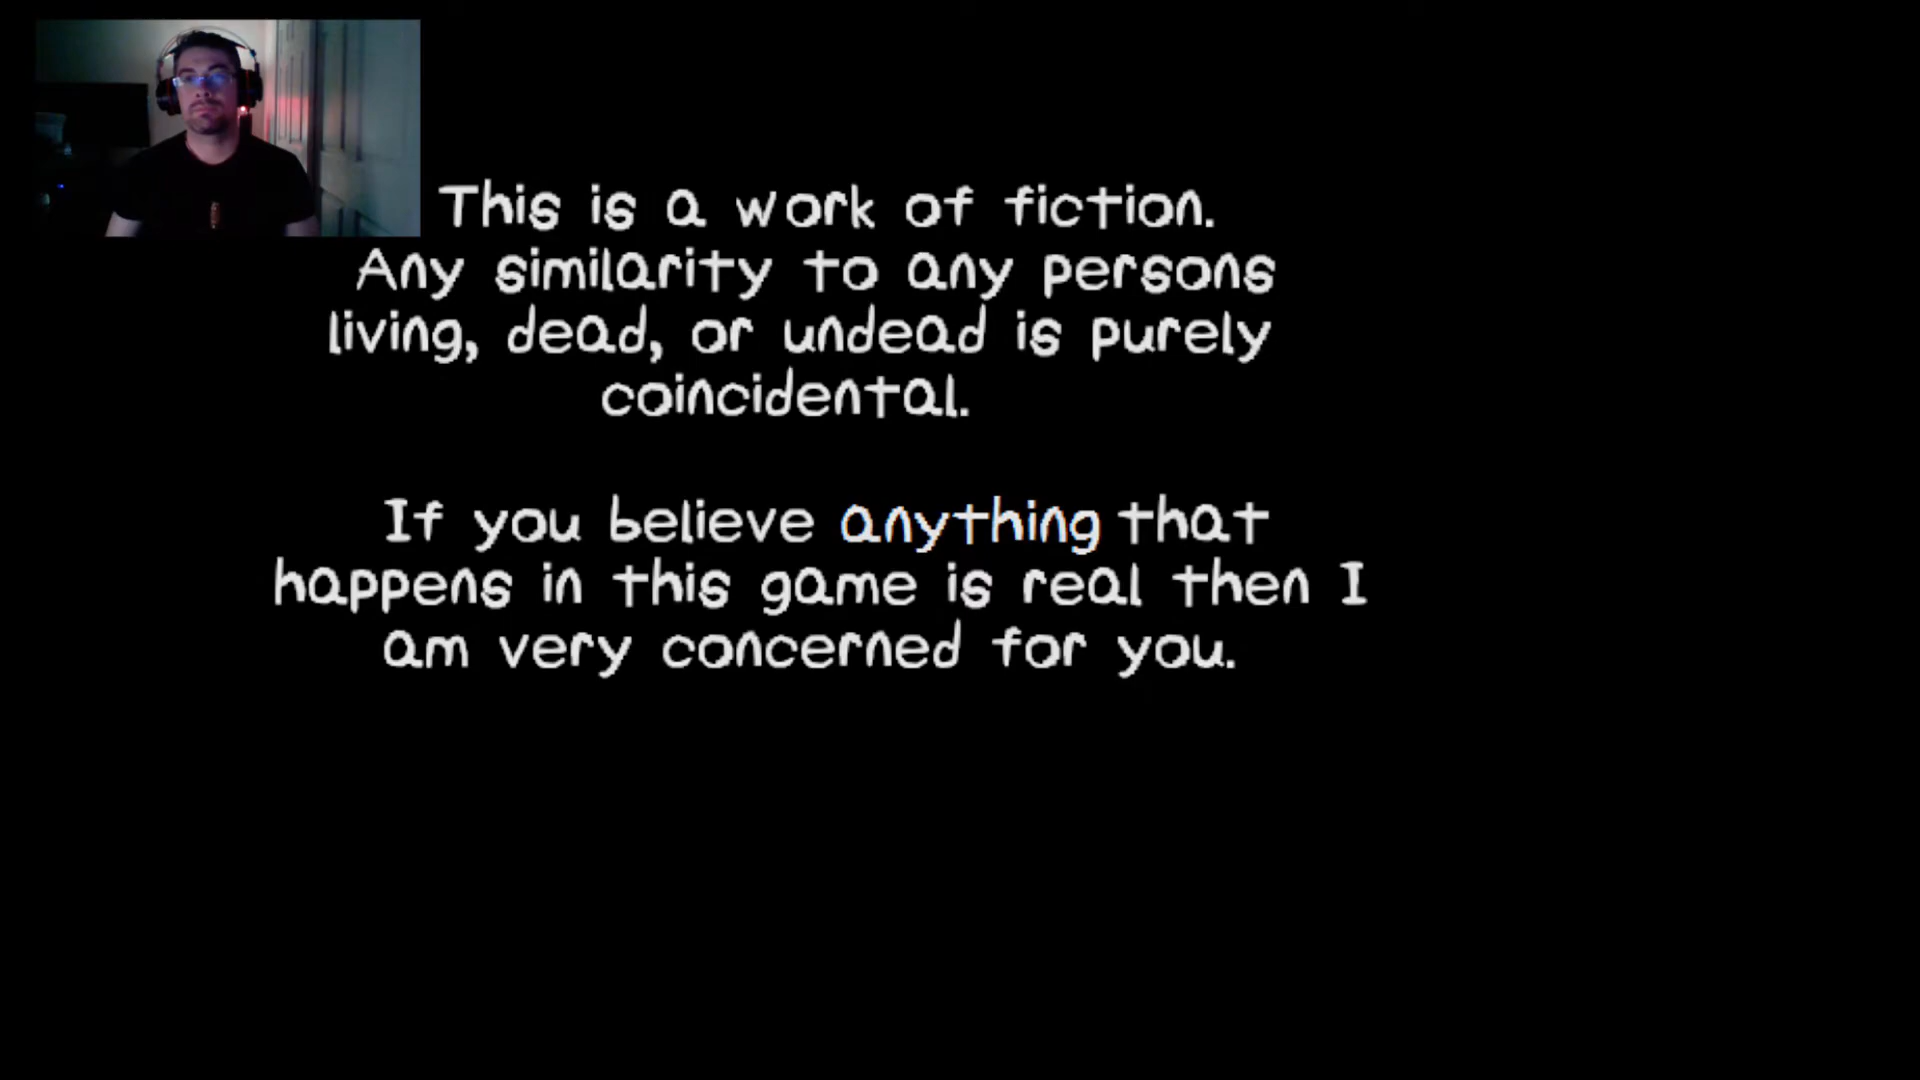 This is a work of fiction.
Any similarity to any persons
living, dead, or undead is purely
coincidental.
If you believe anything that
happens in this game is real then I
am very concerned for you.